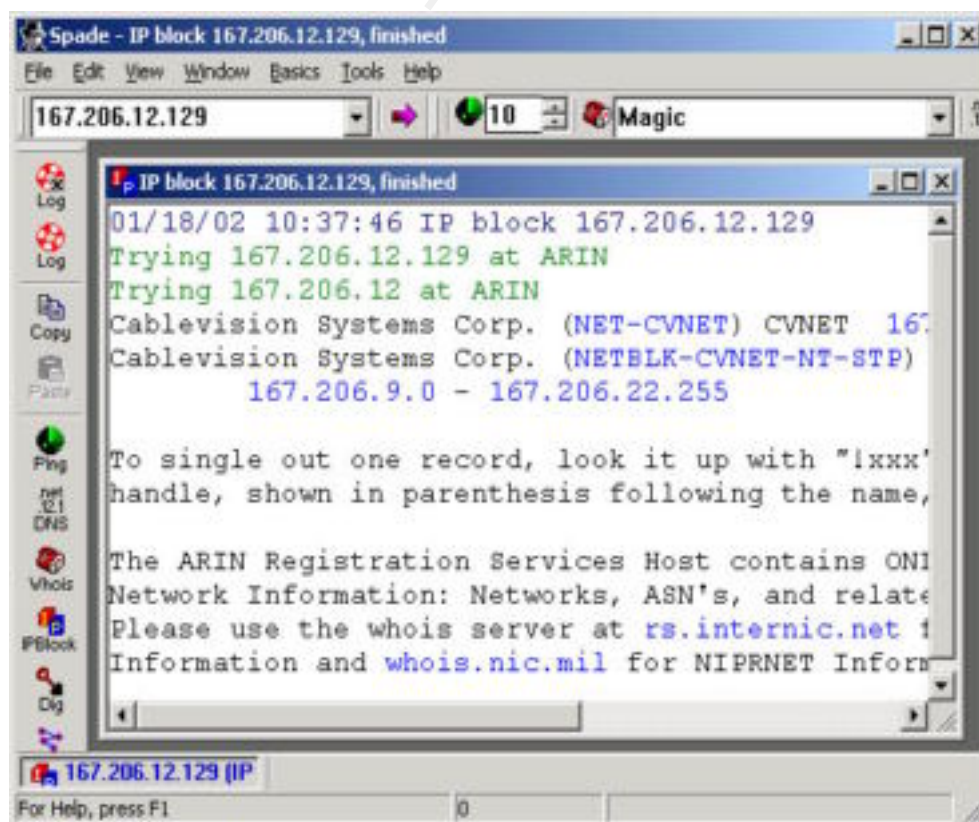 Spade - IP block 167.206.12.129, finished
File Edit View Window Basics Tools Help
167.206.12.129 10 Magic
Log
Log
Copy
Paste
Ping
DNS
Whois
IPBlock
Dig
IP block 167.206.12.129, finished
01/18/02 10:37:46 IP block 167.206.12.129
Trying 167.206.12.129 at ARIN
Trying 167.206.12 at ARIN
Cablevision Systems Corp. (NET-CVNET) CVNET 167
Cablevision Systems Corp. (NETBLK-CVNET-NT-STP)
167.206.9.0 - 167.206.22.255
To single out one record, look it up with "!xxx"
handle, shown in parenthesis following the name,
The ARIN Registration Services Host contains
Network Information: Networks, ASN's, and relate
Please use the whois server at rs.internic.net
Information and whois.nic.mil for NIPRNET Inform
167.206.12.129 (IP
For Help, press F1 0